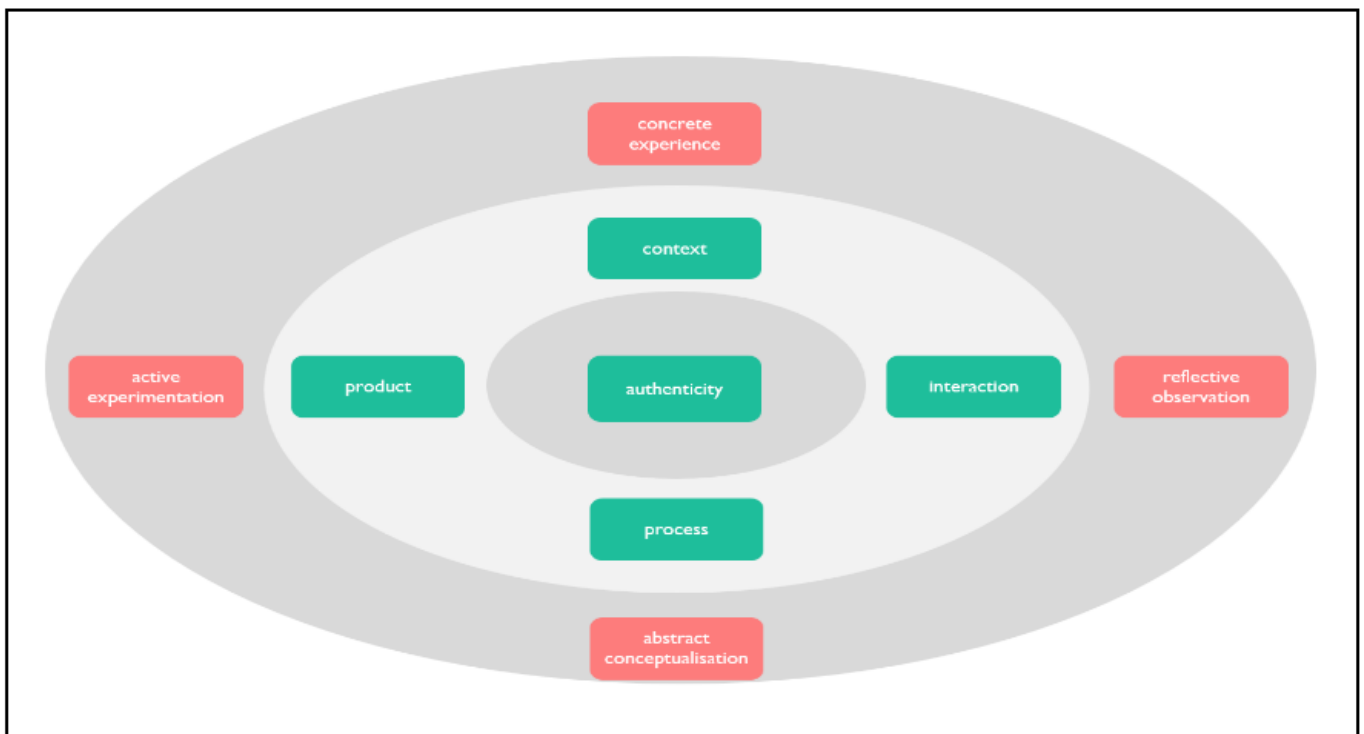 concrete
experience
context
active
experimentation
product
authenticity
interaction
reflective
observation
process
abstract
conceptualisation